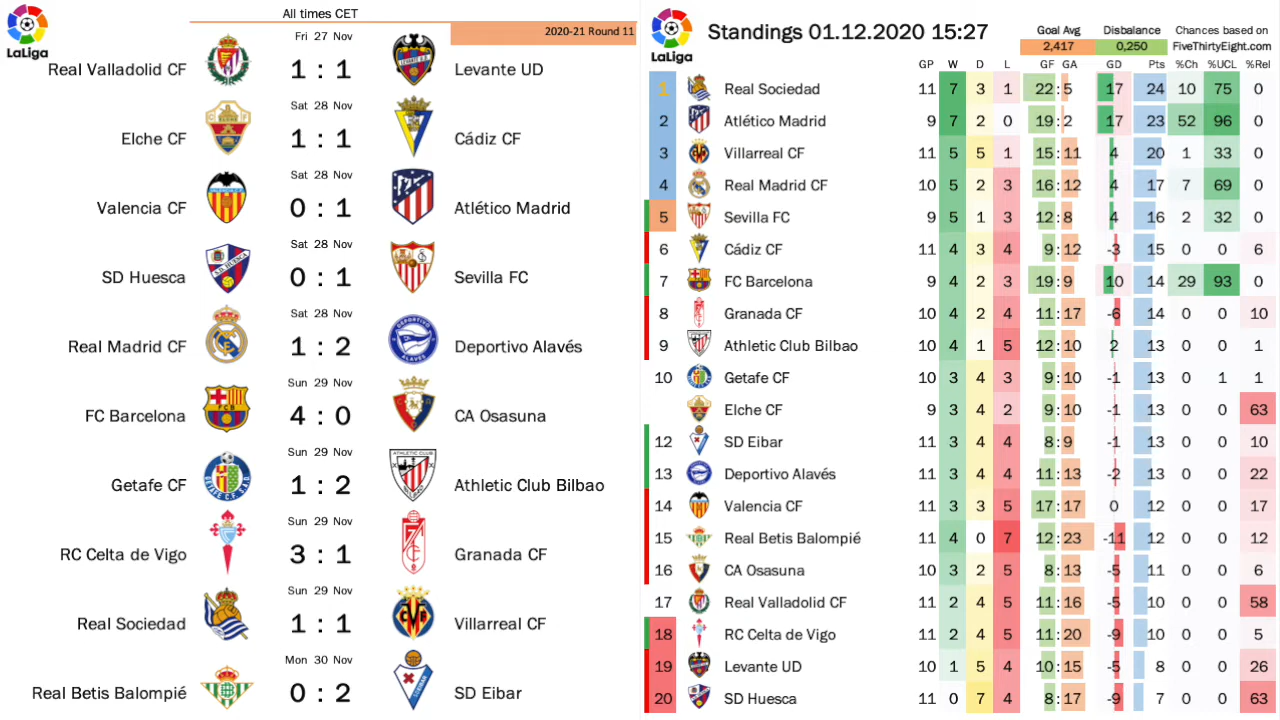 All times CET
LaLiga
2020-21 Round 11
Fri 27 Nov
Real Valladolid CF 1 : 1 Levante UD
Sat 28 Nov
Elche CF 1 : 1 Cádiz CF
Sat 28 Nov
Valencia CF 0 : 1 Atlético Madrid
Sat 28 Nov
SD Huesca 0 : 1 Sevilla FC
Sat 28 Nov
Real Madrid CF 1 : 2 Deportivo Alavés
Sun 29 Nov
FC Barcelona 4 : 0 CA Osasuna
Sun 29 Nov
Getafe CF 1 : 2 Athletic Club Bilbao
Sun 29 Nov
RC Celta de Vigo 3 : 1 Granada CF
Sun 29 Nov
Real Sociedad 1 : 1 Villarreal CF
Mon 30 Nov
Real Betis Balompié 0 : 2 SD Eibar
LaLiga
Standings 01.12.2020 15:27
Goal Avg Disbalance Chances based on
2,417 0,250 FiveThirtyEight.com
GP W D L GF GA GD Pts %Ch %UCL %Rel
1 Real Sociedad 11 7 3 1 22:5 17 24 10 75 0
2 Atlético Madrid 9 7 2 0 19:2 17 23 52 96 0
3 Villarreal CF 11 5 5 1 15:11 4 20 1 33 0
4 Real Madrid CF 10 5 2 3 16:12 4 17 7 69 0
5 Sevilla FC 9 5 1 3 12:8 4 16 2 32 0
6 Cádiz CF 11 4 3 4 9:12 -3 15 0 0 6
7 FC Barcelona 9 4 2 3 19:9 10 14 29 93 0
8 Granada CF 10 4 2 4 11:17 -6 14 0 0 10
9 Athletic Club Bilbao 10 4 1 5 12:10 2 13 0 0 1
10 Getafe CF 10 3 4 3 9:10 -1 13 0 1 1
Elche CF 9 3 4 2 9:10 -1 13 0 0 63
12 SD Eibar 11 3 4 4 8:9 -1 13 0 0 10
13 Deportivo Alavés 11 3 4 4 11:13 -2 13 0 0 22
14 Valencia CF 11 3 3 5 17:17 0 12 0 0 17
15 Real Betis Balompié 11 4 0 7 12:23 -11 12 0 0 12
16 CA Osasuna 10 3 2 5 8:13 -5 11 0 0 6
17 Real Valladolid CF 11 2 4 5 11:16 -5 10 0 0 58
18 RC Celta de Vigo 11 2 4 5 11:20 -9 10 0 0 5
19 Levante UD 10 1 5 4 10:15 -5 8 0 0 26
20 SD Huesca 11 0 7 4 8:17 -9 7 0 0 63